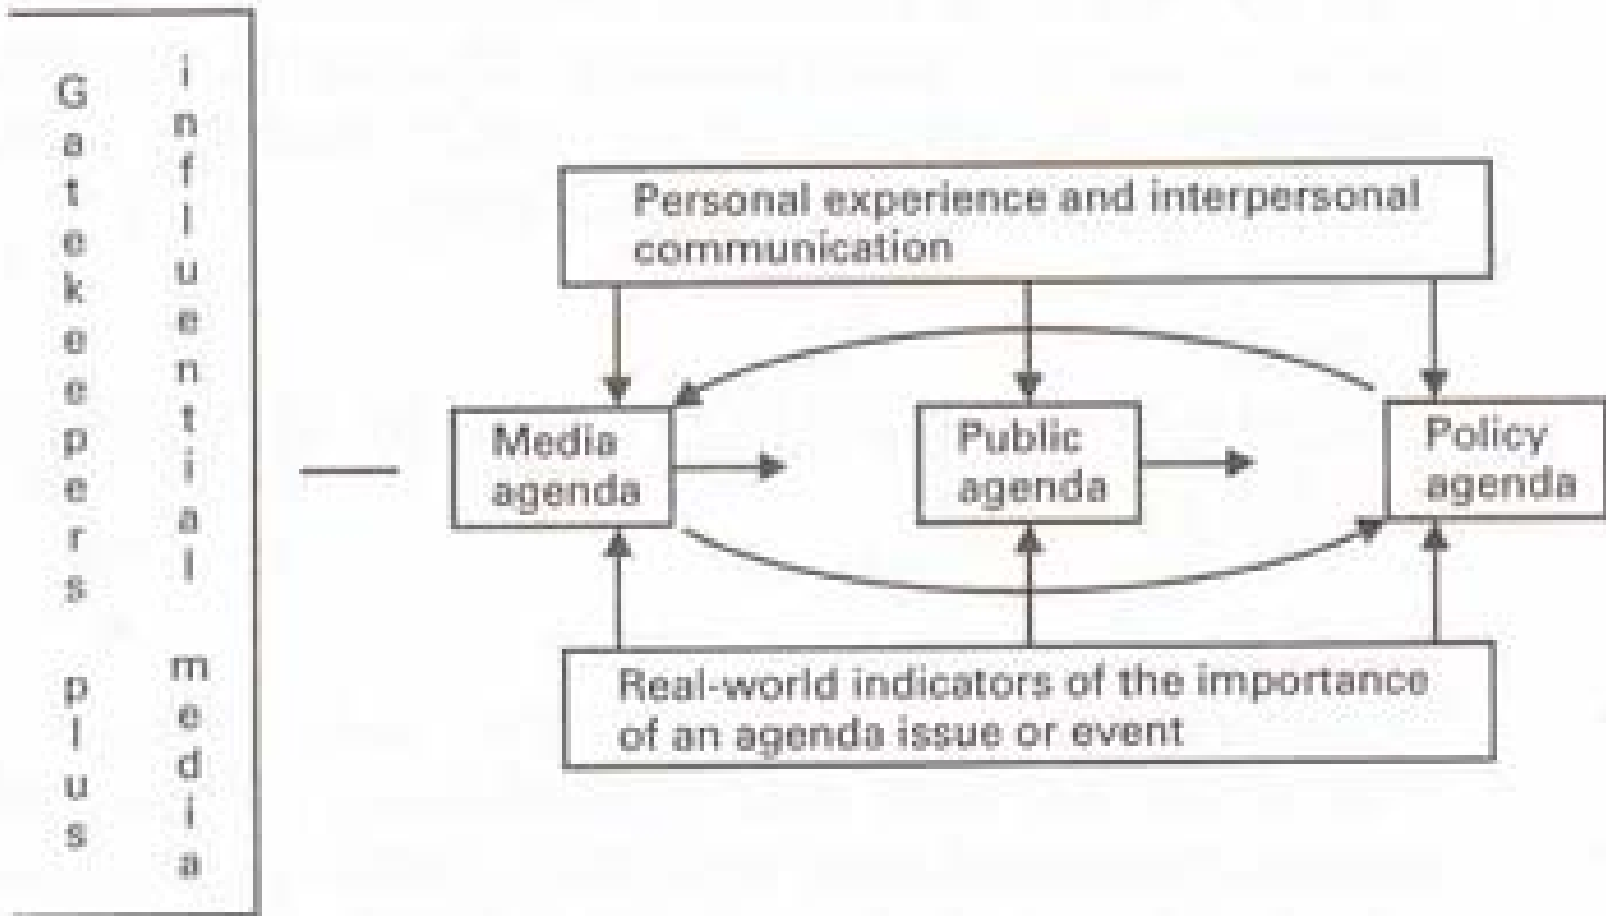 Gatekeepers plus
influential media
Personal experience and interpersonal
communication
Media
agenda
Public
agenda
Policy
agenda
Real-world indicators of the importance
of an agenda issue or event